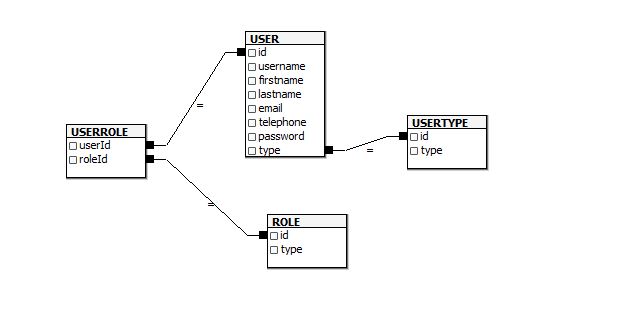 USER
id
username
firstname
lastname
email
telephone
password
type
=
USERROLE
userId
roleId
=
USERTYPE
id
type
=
ROLE
id
type